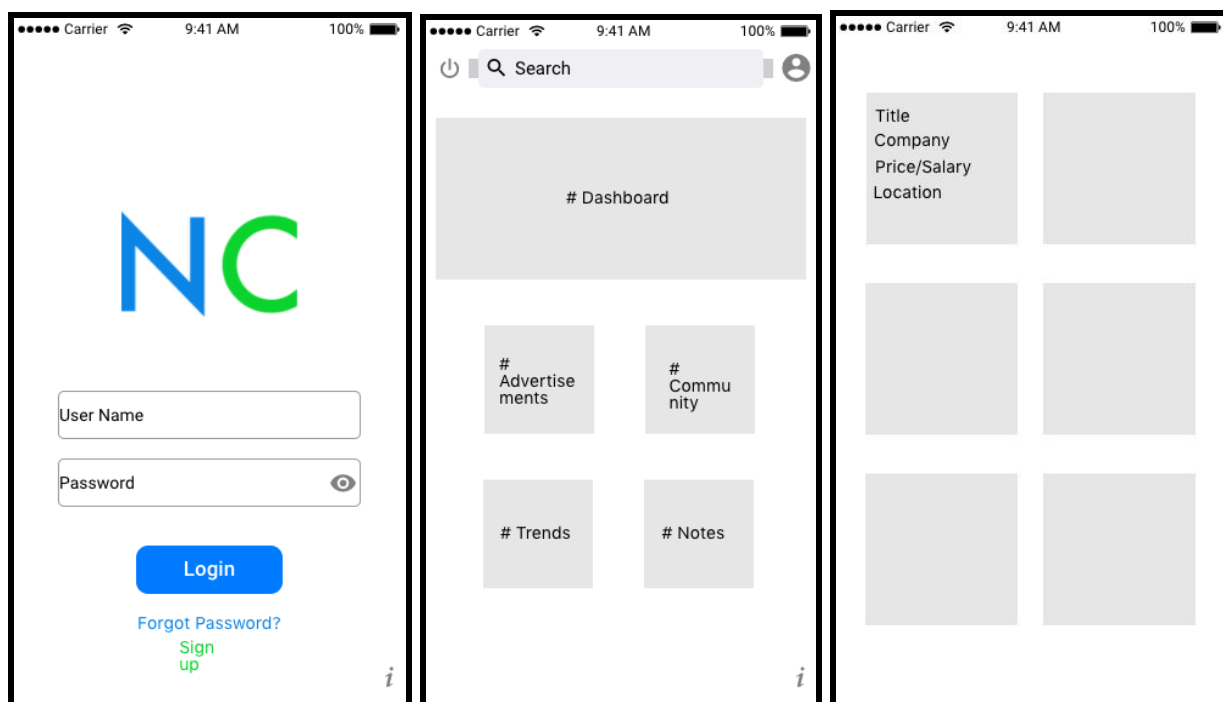 Carrier 9:41 AM 100%
NC
User Name
Password
Login
Forgot Password?
Sign
up
i
Carrier 9:41 AM 100%
Search
# Dashboard
#
Advertise
ments
#
Commu
nity
# Trends
# Notes
i
Carrier 9:41 AM 100%
Title
Company
Price/Salary
Location